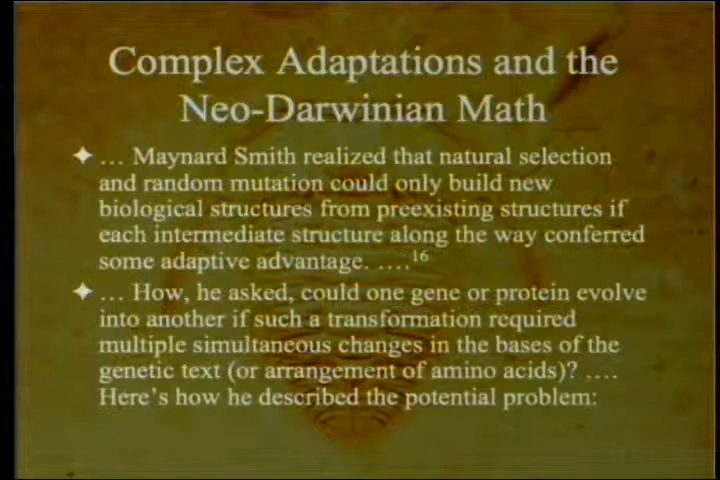 Complex Adaptations and the
Neo-Darwinian Math
✦ … Maynard Smith realized that natural selection
and random mutation could only build new
biological structures from preexisting structures if
each intermediate structure along the way conferred
some adaptive advantage. ….¹⁶
✦ … How, he asked, could one gene or protein evolve
into another if such a transformation required
multiple simultaneous changes in the bases of the
genetic text (or arrangement of amino acids)? ….
Here’s how he described the potential problem: